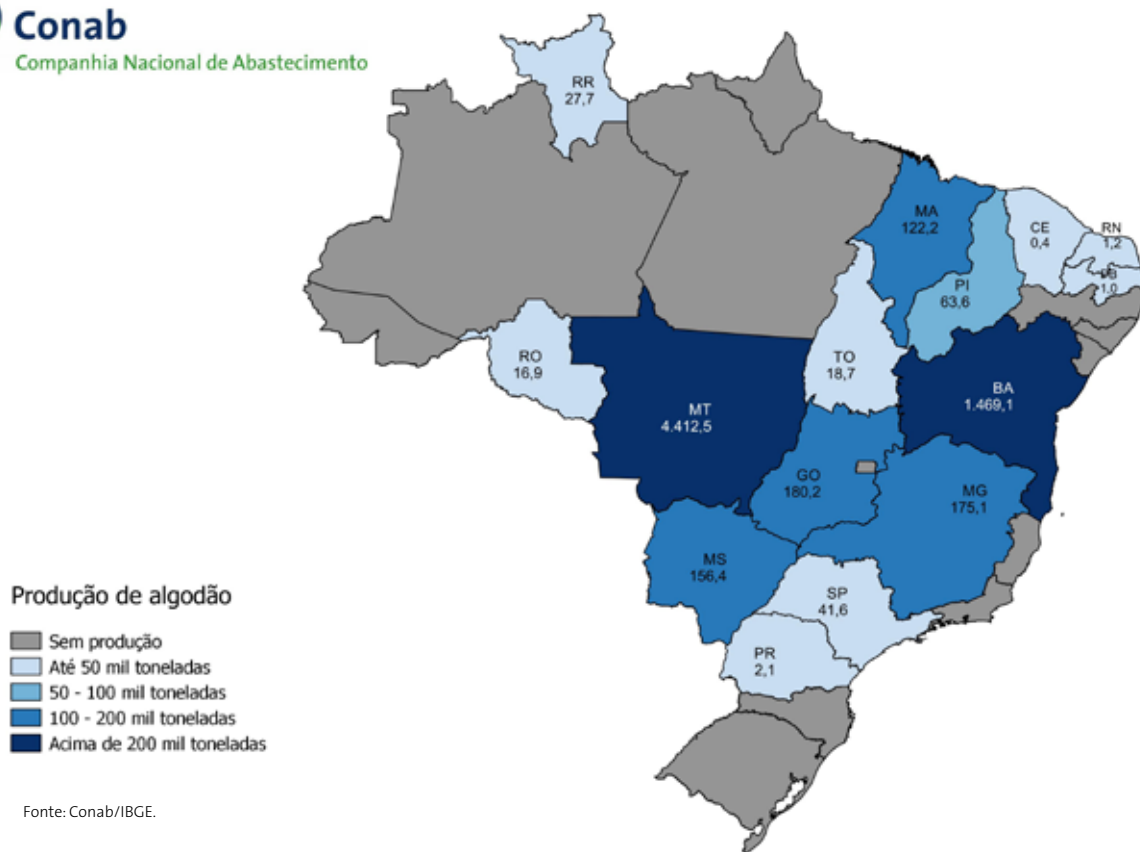 Conab
Companhia Nacional de Abastecimento
RR
27,7
MA
122,2
CE
0,4
RN
1,2
PB
1,0
PI
63,6
RO
16,9
TO
18,7
BA
1.469,1
MT
4.412,5
GO
180,2
MG
175,1
MS
156,4
SP
41,6
PR
2,1
Produção de algodão
Sem produção
Até 50 mil toneladas
50 - 100 mil toneladas
100 - 200 mil toneladas
Acima de 200 mil toneladas
Fonte: Conab/IBGE.